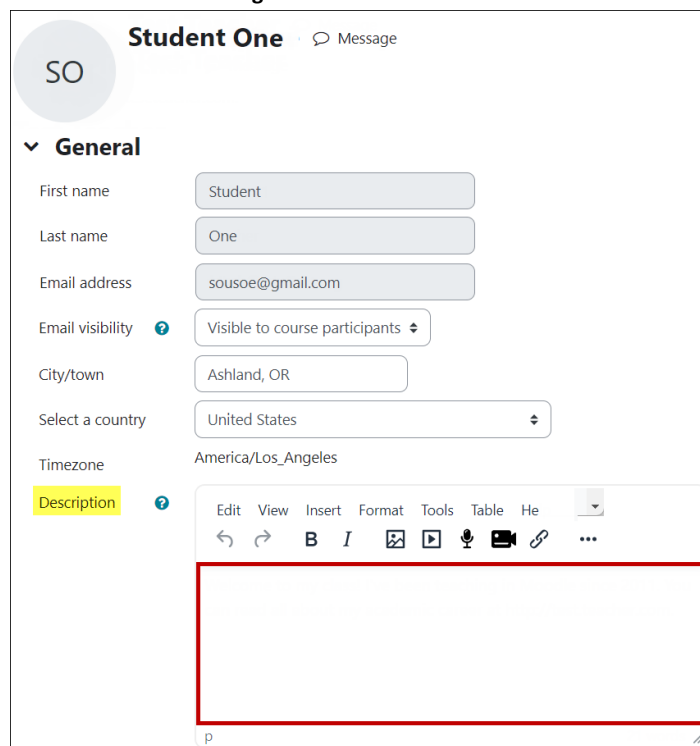 Student One Message
SO
General
First name Student
Last name One
Email address sousoe@gmail.com
Email visibility Visible to course participants
City/town Ashland, OR
Select a country United States
Timezone America/Los_Angeles
Description
Edit View Insert Format Tools Table He
B I
p